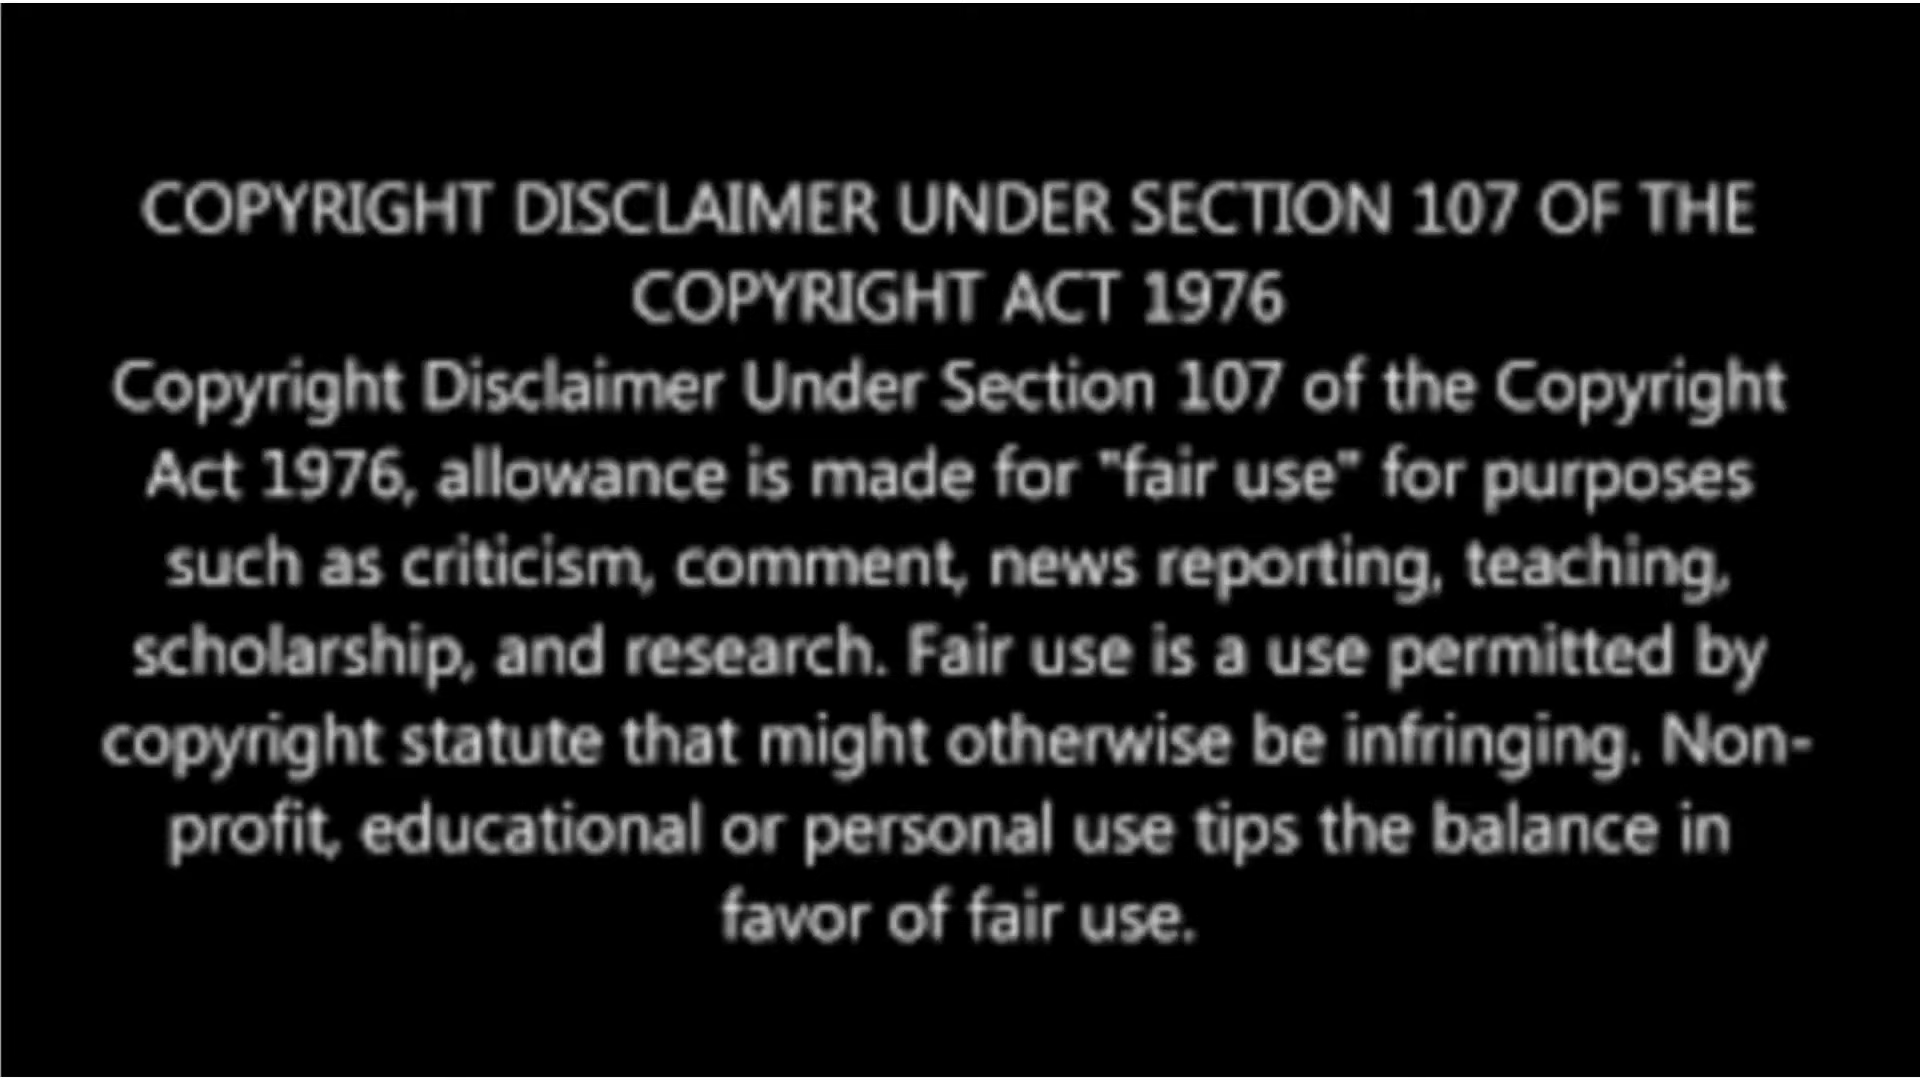 COPYRIGHT DISCLAIMER UNDER SECTION 107 OF THE
COPYRIGHT ACT 1976
Copyright Disclaimer Under Section 107 of the Copyright
Act 1976, allowance is made for "fair use" for purposes
such as criticism, comment, news reporting, teaching,
scholarship, and research. Fair use is a use permitted by
copyright statute that might otherwise be infringing. Non-
profit, educational or personal use tips the balance in
favor of fair use.